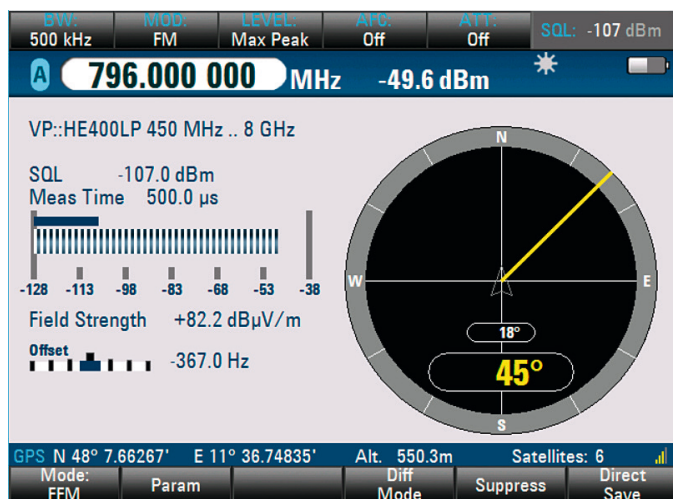 BW: MOD: LEVEL: AFC: ATT: SQL: -107 dBm
500 kHz FM Max Peak Off Off
A 796.000 000 MHz -49.6 dBm
VP::HE400LP 450 MHz .. 8 GHz
SQL -107.0 dBm
Meas Time 500.0 µs
-128 -113 -98 -83 -68 -53 -38
Field Strength +82.2 dBµV/m
Offset -367.0 Hz
N
W E
18°
45°
S
GPS N 48° 7.66267' E 11° 36.74835' Alt. 550.3m Satellites: 6
Mode: Param Diff Suppress Direct
FFM Mode Save